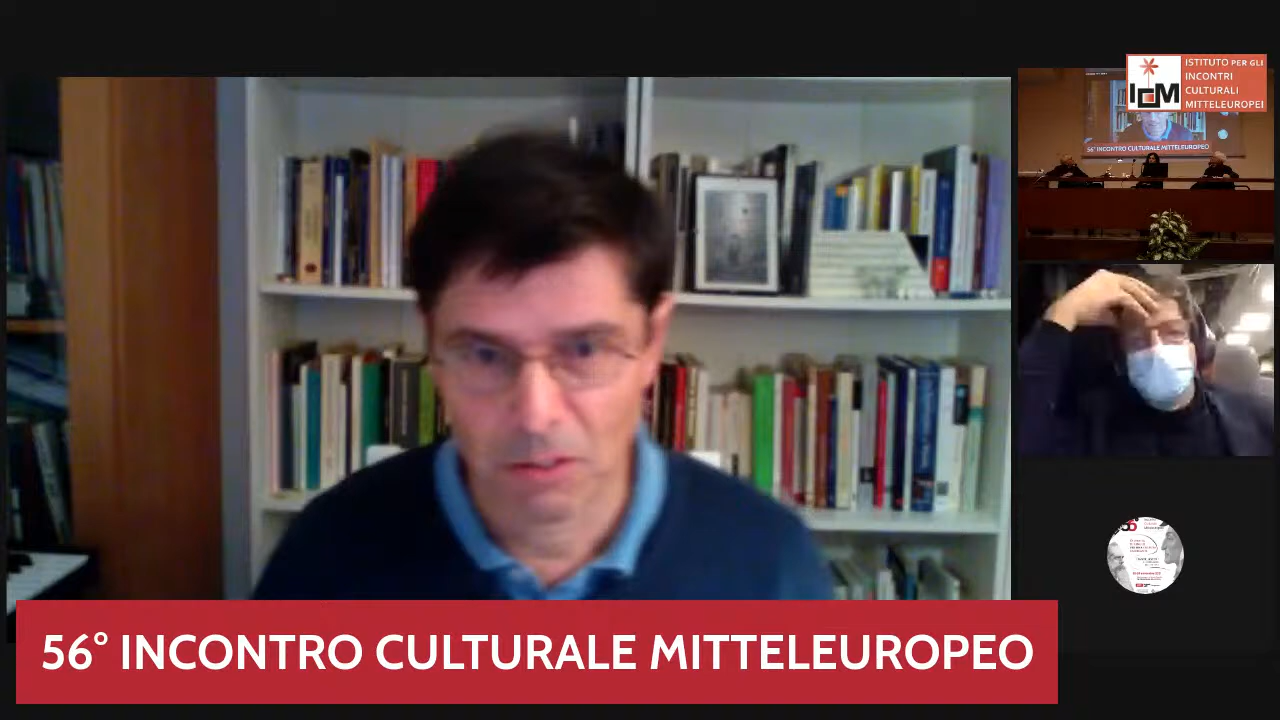 ISTITUTO PER GLI
INCONTRI
CULTURALI
MITTELEUROPEI
ICM
56° INCONTRO CULTURALE MITTELEUROPEO
56° INCONTRO CULTURALE MITTELEUROPEO